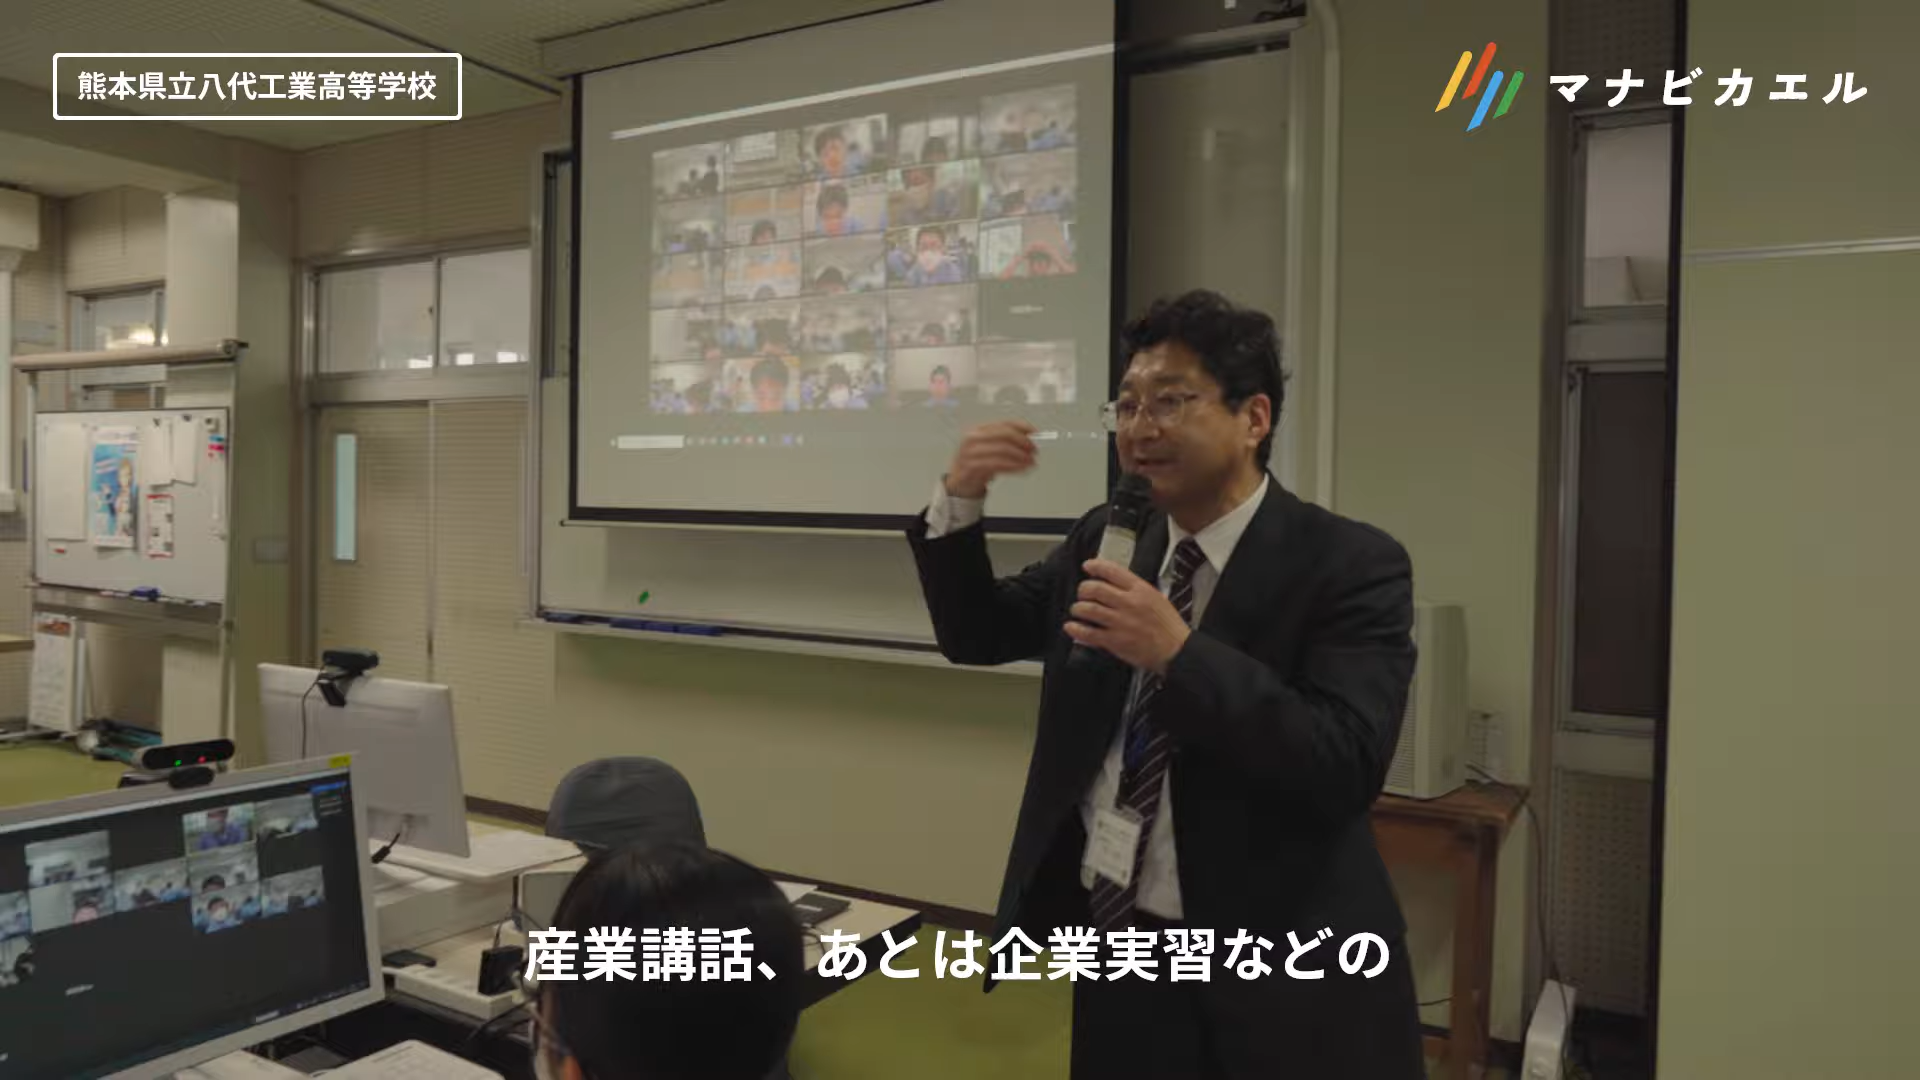 熊本県立八代工業高等学校
マナビカエル
産業講話、あとは企業実習などの